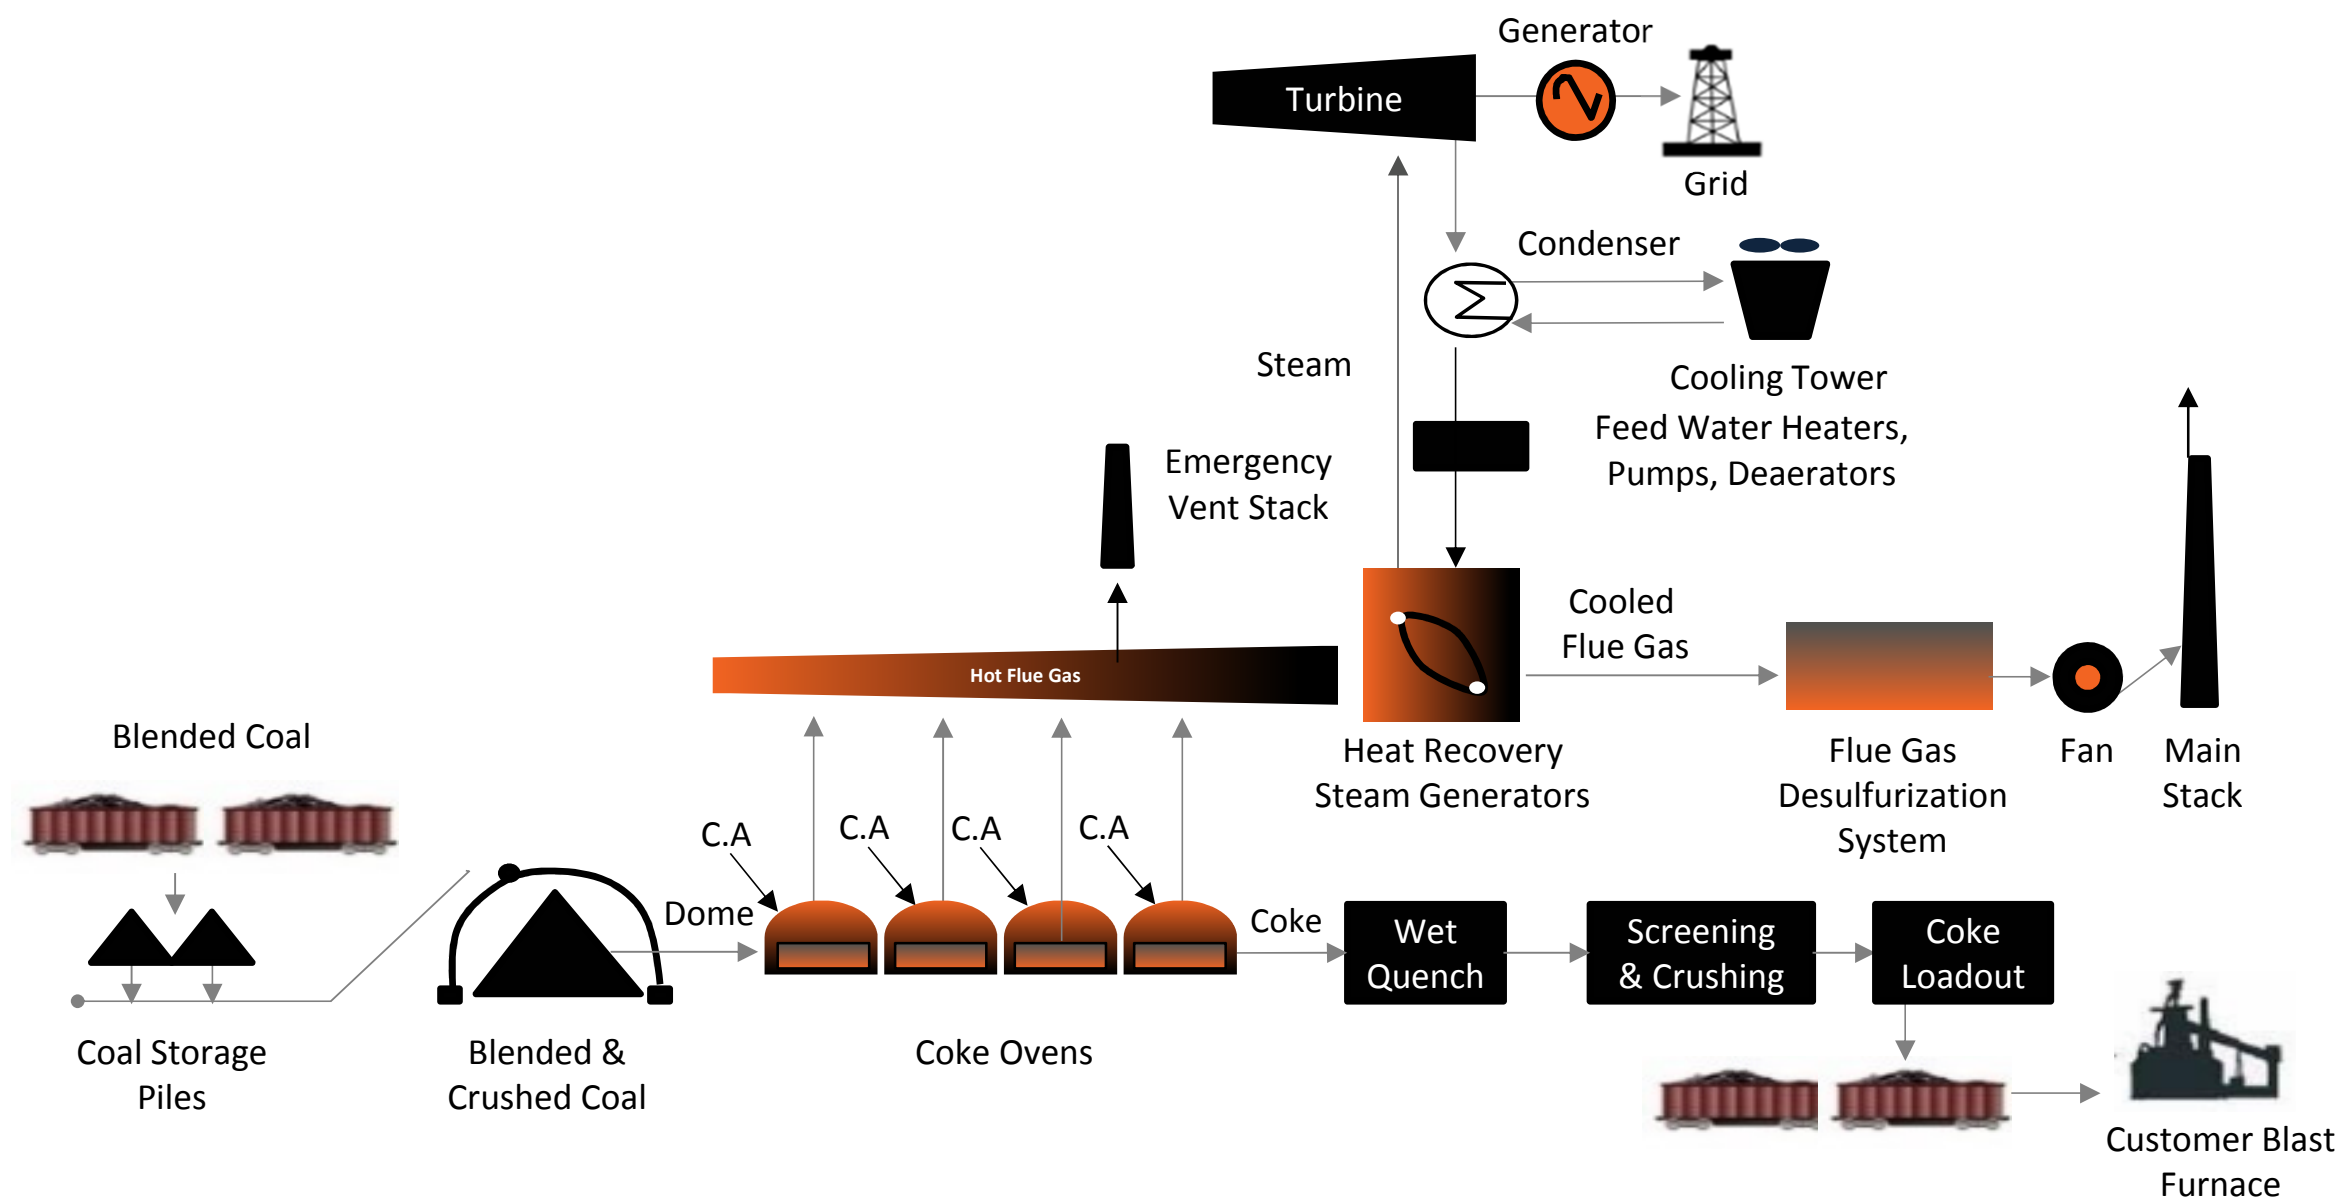 Generator
Turbine
Grid
Condenser
Steam
Cooling Tower
Feed Water Heaters,
Pumps, Deaerators
Emergency
Vent Stack
Cooled
Flue Gas
Hot Flue Gas
Blended Coal
Heat Recovery
Steam Generators
Flue Gas
Desulfurization
System
Fan
Main
Stack
C.A
C.A
C.A
C.A
Dome
Coke
Wet
Quench
Screening
& Crushing
Coke
Loadout
Coal Storage
Piles
Blended &
Crushed Coal
Coke Ovens
Customer Blast
Furnace